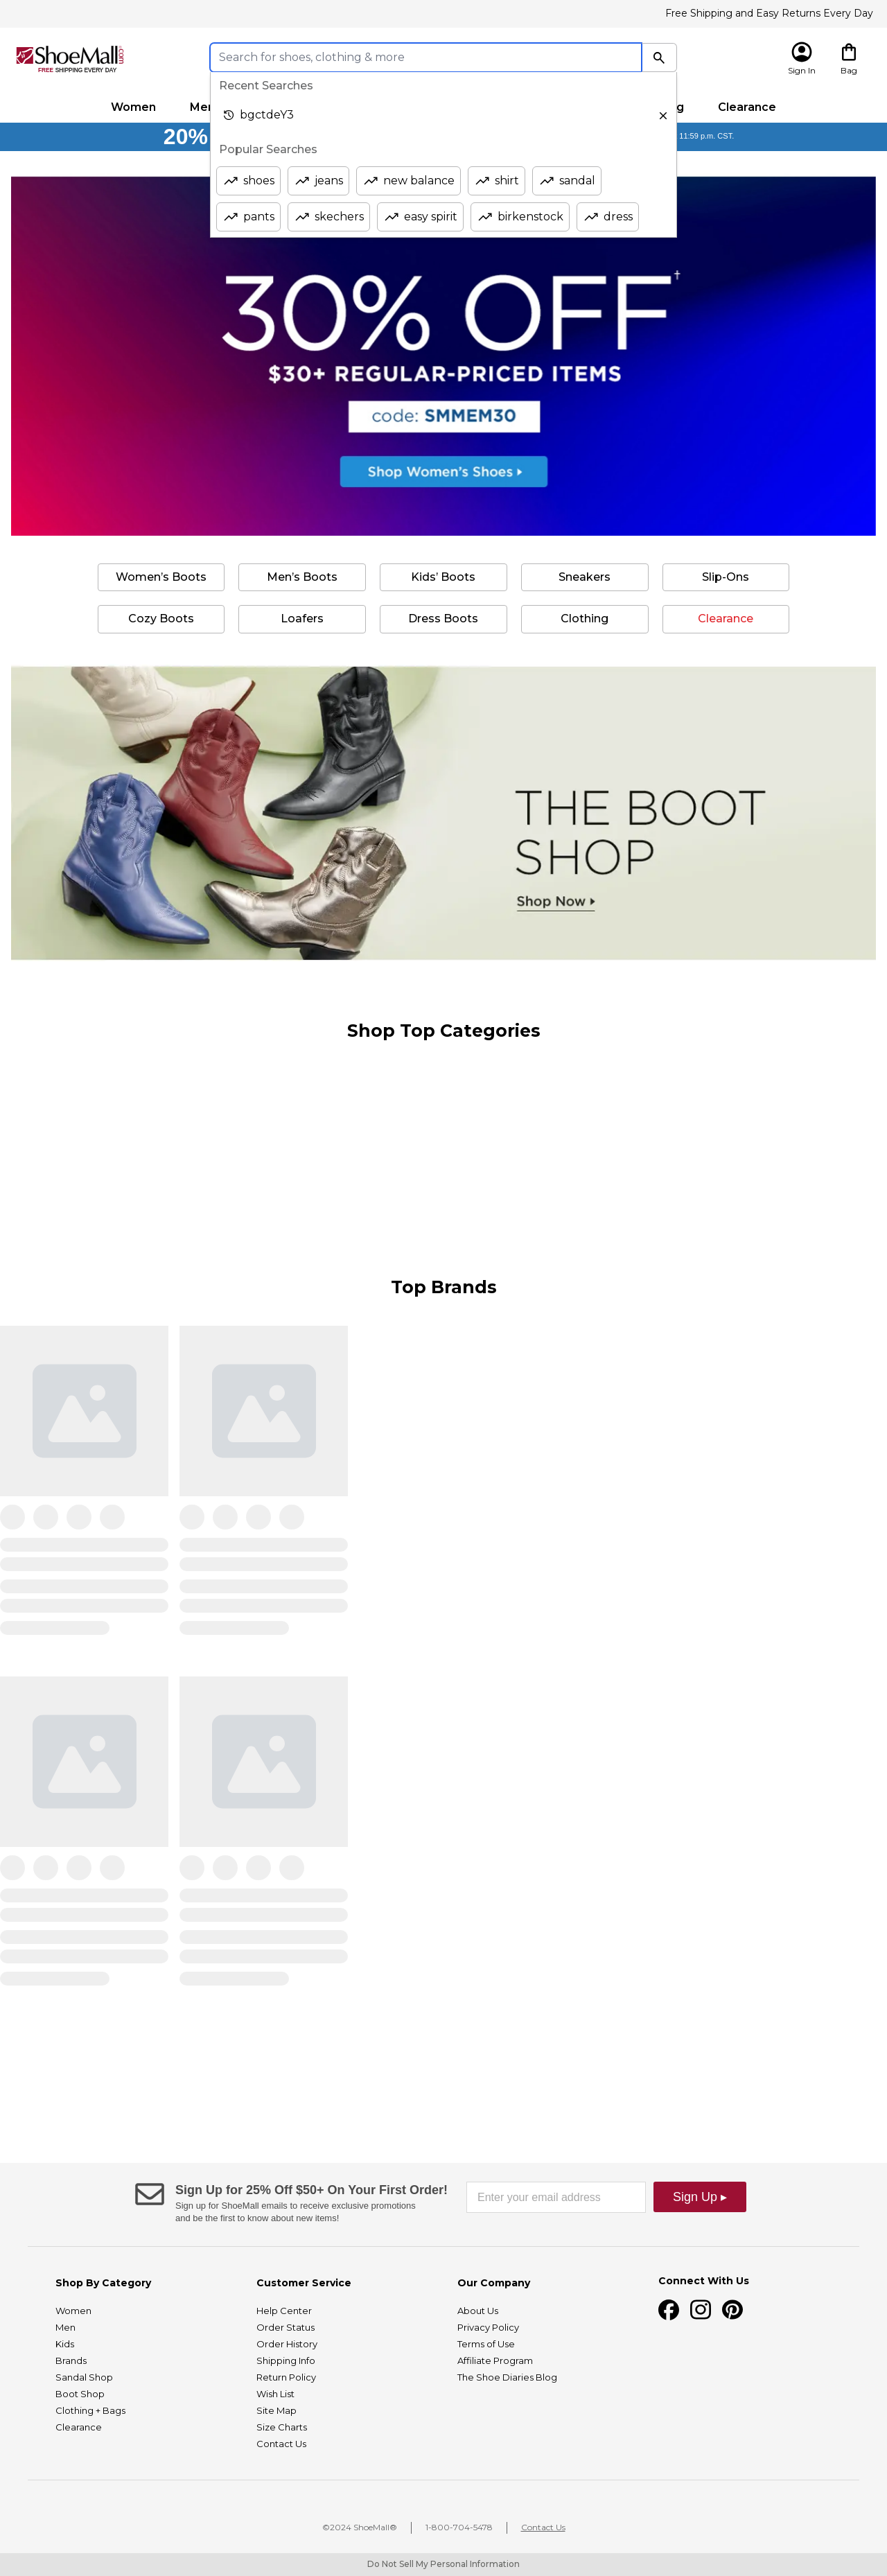 Free Shipping and Easy Returns Every Day
ShoeMall.COM
FREE SHIPPING EVERY DAY
Search for shoes, clothing & more
Sign In
Bag
Recent Searches
bgctdeY3
Popular Searches
shoes
jeans
new balance
shirt
sandal
pants
skechers
easy spirit
birkenstock
dress
Women
Clearance
20%
11:59 p.m. CST.
30% OFF†
$30+ REGULAR-PRICED ITEMS
code: SMMEM30
Shop Women's Shoes
Women's Boots
Men's Boots
Kids' Boots
Sneakers
Slip-Ons
Cozy Boots
Loafers
Dress Boots
Clothing
Clearance
THE BOOT
SHOP
Shop Now
Shop Top Categories
Top Brands
Sign Up for 25% Off $50+ On Your First Order!
Sign up for ShoeMall emails to receive exclusive promotions
and be the first to know about new items!
Enter your email address
Sign Up ▸
Shop By Category
Women
Men
Kids
Brands
Sandal Shop
Boot Shop
Clothing + Bags
Clearance
Customer Service
Help Center
Order Status
Order History
Shipping Info
Return Policy
Wish List
Site Map
Size Charts
Contact Us
Our Company
About Us
Privacy Policy
Terms of Use
Affiliate Program
The Shoe Diaries Blog
Connect With Us
©2024 ShoeMall®
1-800-704-5478
Contact Us
Do Not Sell My Personal Information